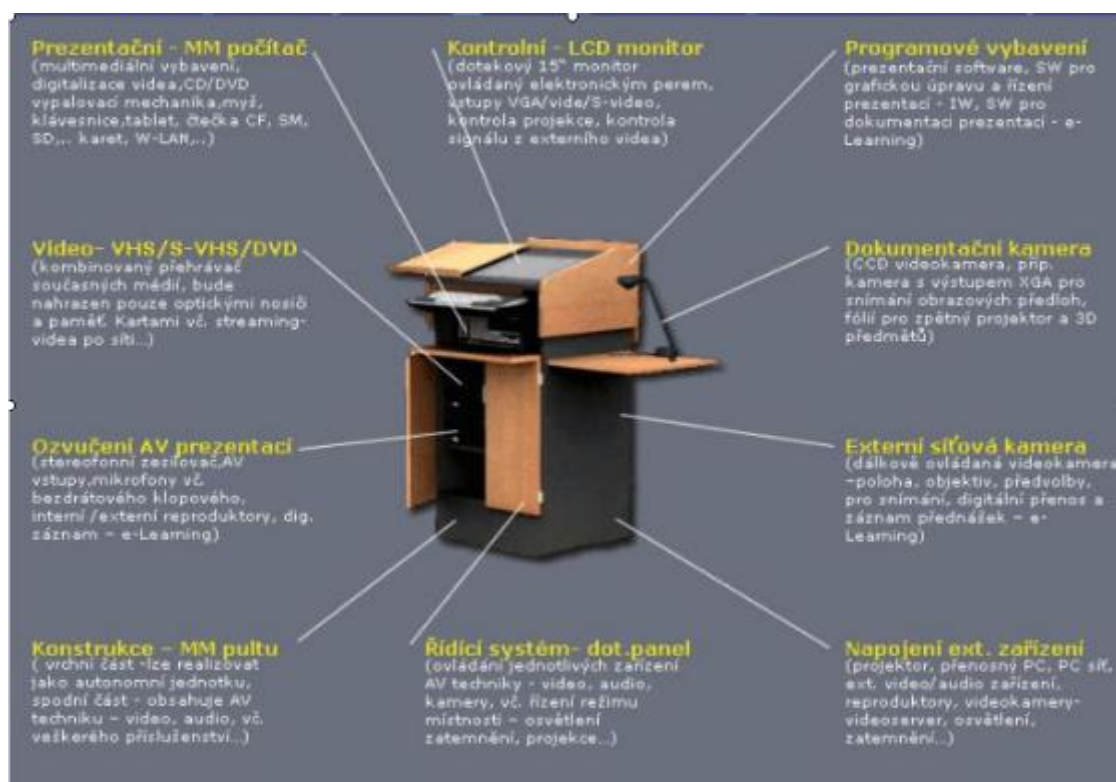 Prezentační - MM počítač
(multimediální vybavení,
digitalizace videa,CD/DVD
vypalovací mechanika,myš,
klávesnice,tablet, čtečka CF, SM,
SD,.. karet, W-LAN,..)
Kontrolní - LCD monitor
(dotekový 15" monitor
ovládaný elektronickým perem,
vstupy VGA/vide/S-video,
kontrola projekce, kontrola
signálu z externího videa)
Programové vybavení
(prezentační software, SW pro
grafickou úpravu a řízení
prezentací - IW, SW pro
dokumentaci prezentací - e-
Learning)
Video- VHS/S-VHS/DVD
(kombinovaný přehrávač
současných médií, bude
nahrazen pouze optickými nosič
a paměť. Kartami vč. streaming-
videa po síti...)
Dokumentační kamera
(CCD videokamera, příp.
kamera s výstupem XGA pro
snímání obrazových předloh,
fólií pro zpětný projektor a 3D
předmětů)
Ozvučení AV prezentací
(stereofonní zesilovač,AV
vstupy,mikrofony vč.
bezdrátového klopového,
interní /externí reproduktory, dig.
záznam – e-Learning)
Externí síťová kamera
(dálkově ovládaná videokamera
–poloha, objektiv, předvolby,
pro snímání, digitální přenos a
záznam přednášek – e-
Learning)
Konstrukce – MM pultu
( vrchní část -lze realizovat
jako autonomní jednotku,
spodní část - obsahuje AV
techniku – video, audio, vč.
veškerého příslušenství...)
Řídící systém- dot.panel
(ovládání jednotlivých zařízení
AV techniky - video, audio,
kamery, vč. řízení režimu
místnosti – osvětlení
zatemnění, projekce...)
Napojení ext. zařízení
(projektor, přenosný PC, PC síť,
ext. video/audio zařízení,
reproduktory, videokamery-
videoserver, osvětlení,
zatemnění...)